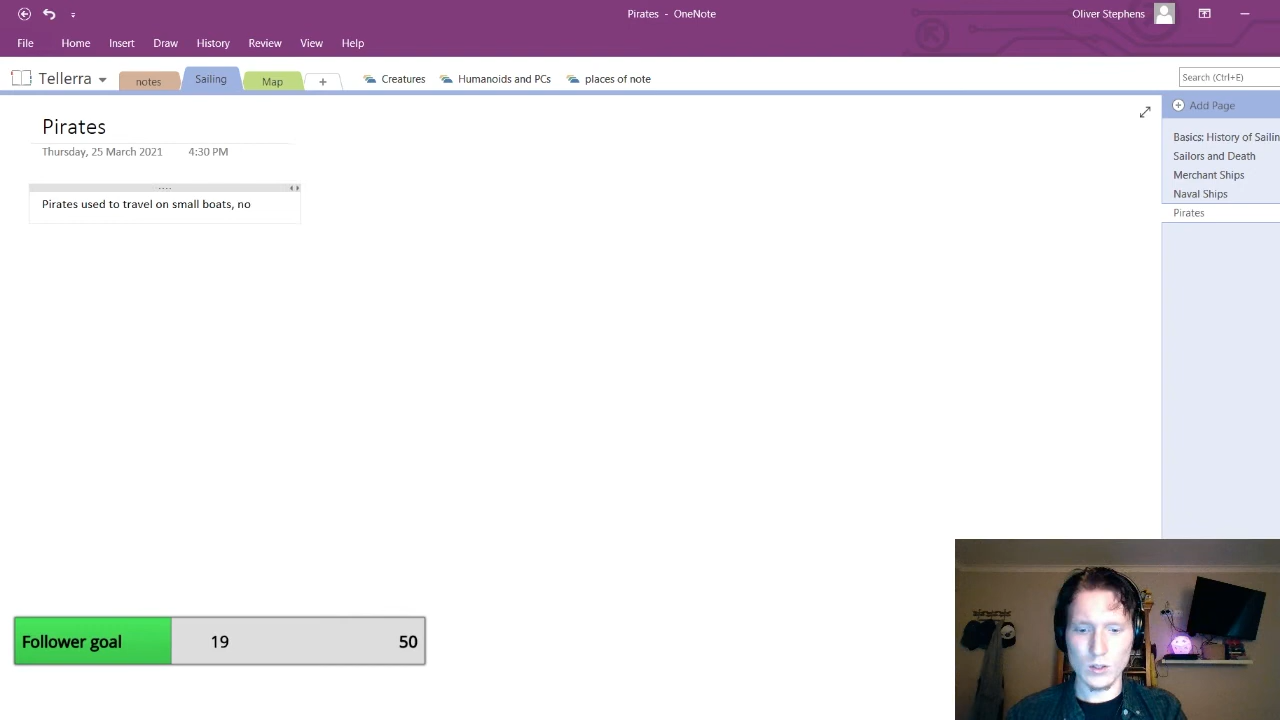 Pirates - OneNote
Oliver Stephens
File Home Insert Draw History Review View Help
Tellerra notes Sailing Map + Creatures Humanoids and PCs places of note
Search (Ctrl+E)
Add Page
Pirates
Thursday, 25 March 2021 4:30 PM
Pirates used to travel on small boats, no
Basics: History of Sailin
Sailors and Death
Merchant Ships
Naval Ships
Pirates
Follower goal 19 50